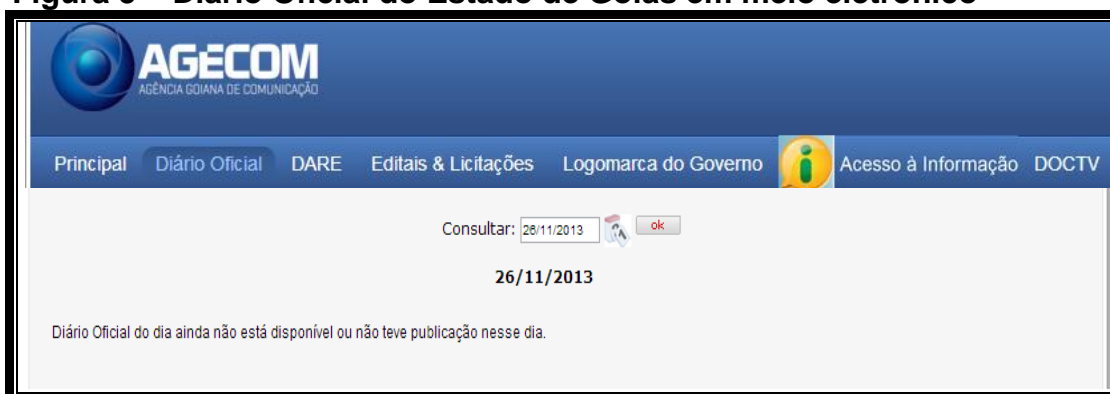 Figura 5 – Diário Oficial do Estado de Goiás em meio eletrônico
AGECOM
AGÊNCIA GOIANA DE COMUNICAÇÃO
Principal Diário Oficial DARE Editais & Licitações Logomarca do Governo i Acesso à Informação DOCTV
Consultar: 26/11/2013 ok
26/11/2013
Diário Oficial do dia ainda não está disponível ou não teve publicação nesse dia.